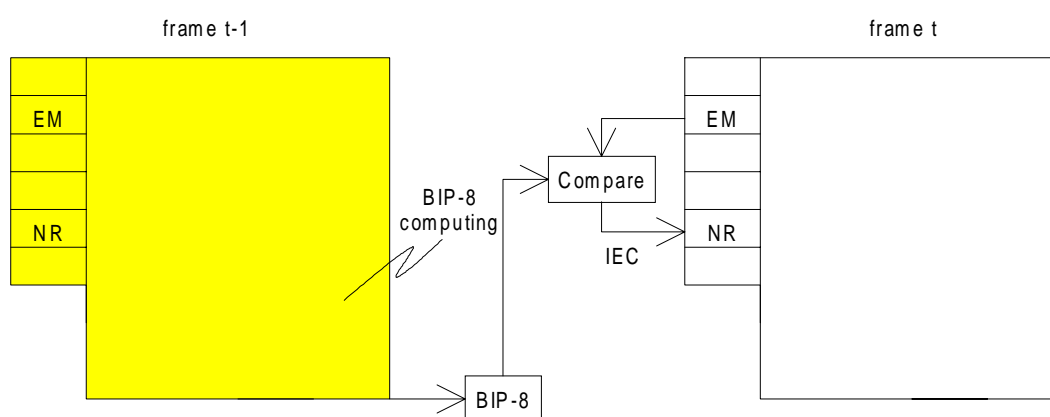 frame t-1
frame t
EM
EM
Compare
BIP-8
computing
NR
NR
IEC
BIP-8